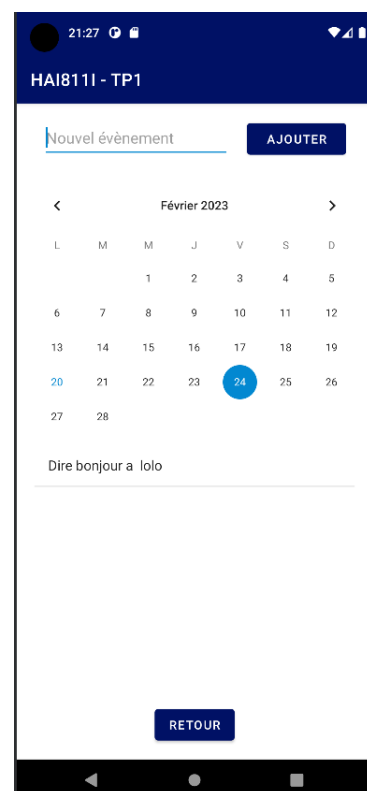 21:27
HAI811I - TP1
Nouvel évènement AJOUTER
Février 2023
L M M J V S D
1 2 3 4 5
6 7 8 9 10 11 12
13 14 15 16 17 18 19
20 21 22 23 24 25 26
27 28
Dire bonjour a lolo
RETOUR